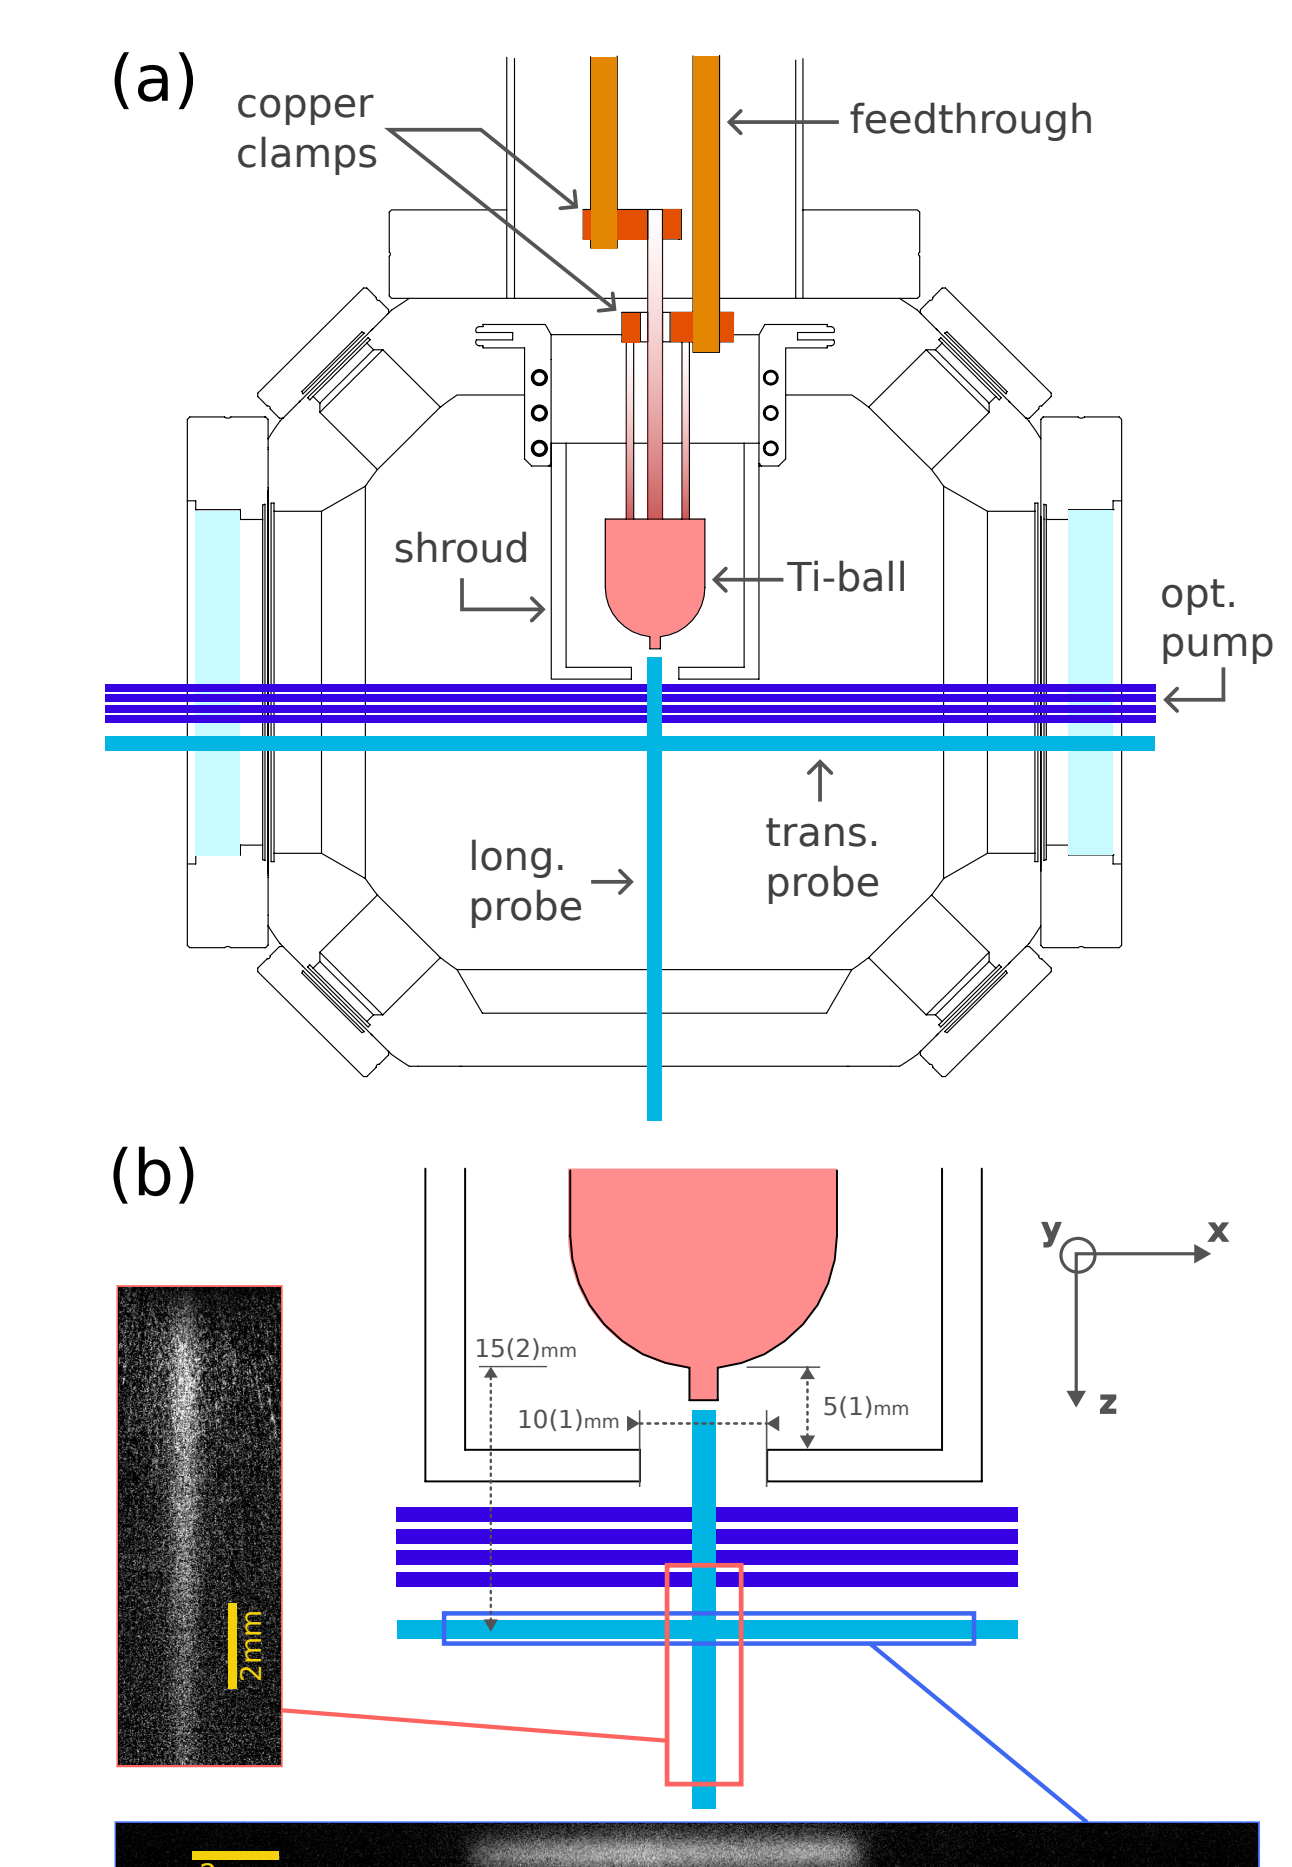 (a)
copper
clamps
feedthrough
shroud
Ti-ball
opt.
pump
trans.
probe
long.
probe
(b)
y
x
z
15(2)mm
10(1)mm
5(1)mm
2mm